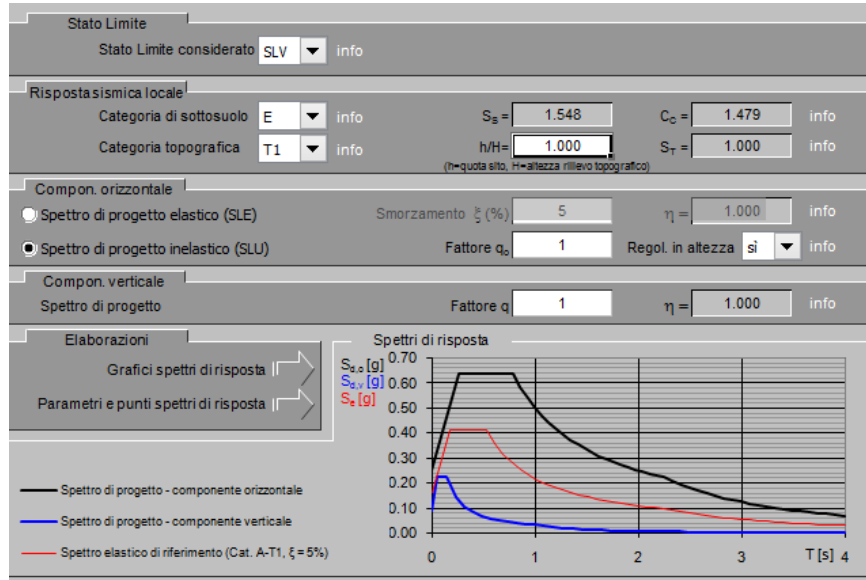 Stato Limite
Stato Limite considerato SLV info
Risposta sismica locale
Categoria di sottosuolo E info SS = 1.548 CC = 1.479 info
Categoria topografica T1 info h/H= 1.000 ST = 1.000 info
(h=quota sito, H=altezza rilievo topografico)
Compon. orizzontale
Spettro di progetto elastico (SLE) Smorzamento ξ (%) 5 η = 1.000 info
Spettro di progetto inelastico (SLU) Fattore qo 1 Regol. in altezza sì info
Compon. verticale
Spettro di progetto Fattore q 1 η = 1.000 info
Elaborazioni
Grafici spettri di risposta
Parametri e punti spettri di risposta
Spettri di risposta
Sd,o [g]
Sd,v [g]
Se [g]
0.70
0.60
0.50
0.40
0.30
0.20
0.10
0.00
0 1 2 3 T [s] 4
Spettro di progetto - componente orizzontale
Spettro di progetto - componente verticale
Spettro elastico di riferimento (Cat. A-T1, ξ = 5%)